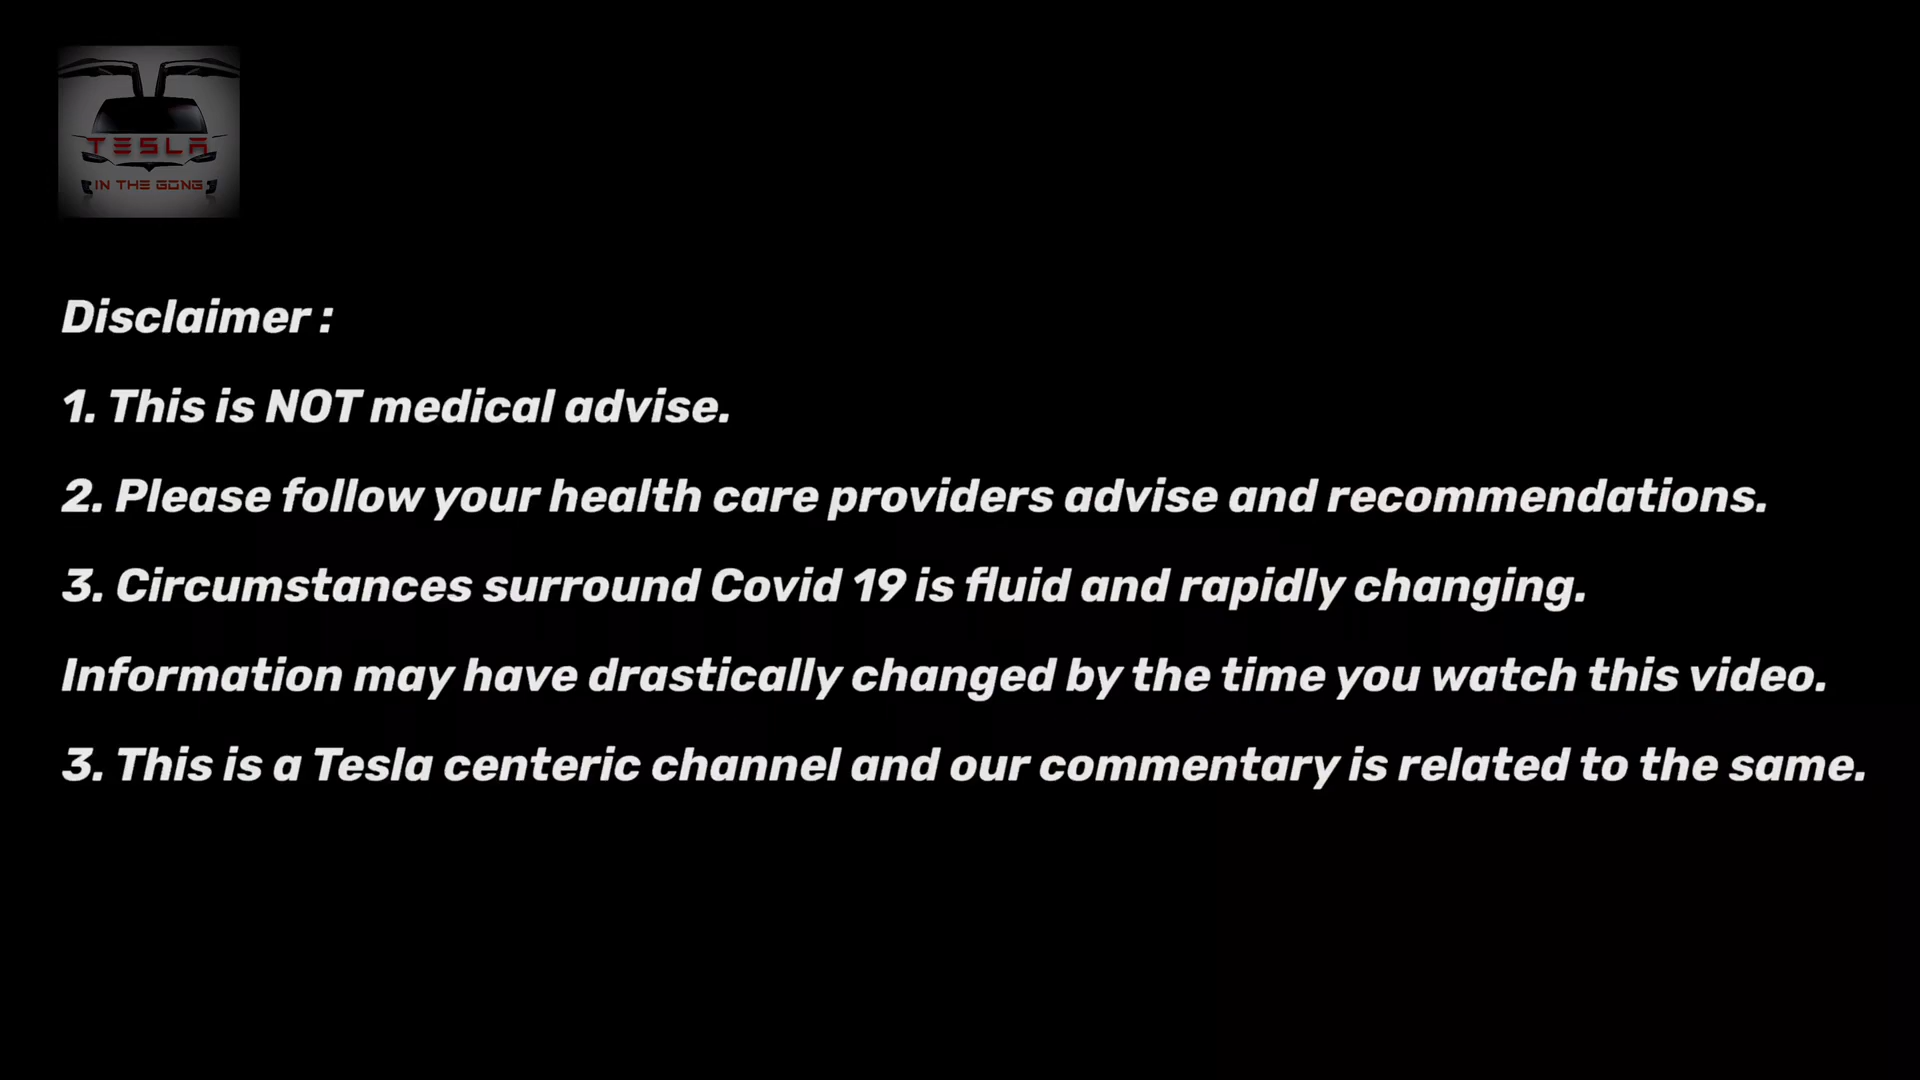 TESLA
IN THE GONG
Disclaimer :
1. This is NOT medical advise.
2. Please follow your health care providers advise and recommendations.
3. Circumstances surround Covid 19 is fluid and rapidly changing.
Information may have drastically changed by the time you watch this video.
3. This is a Tesla centeric channel and our commentary is related to the same.